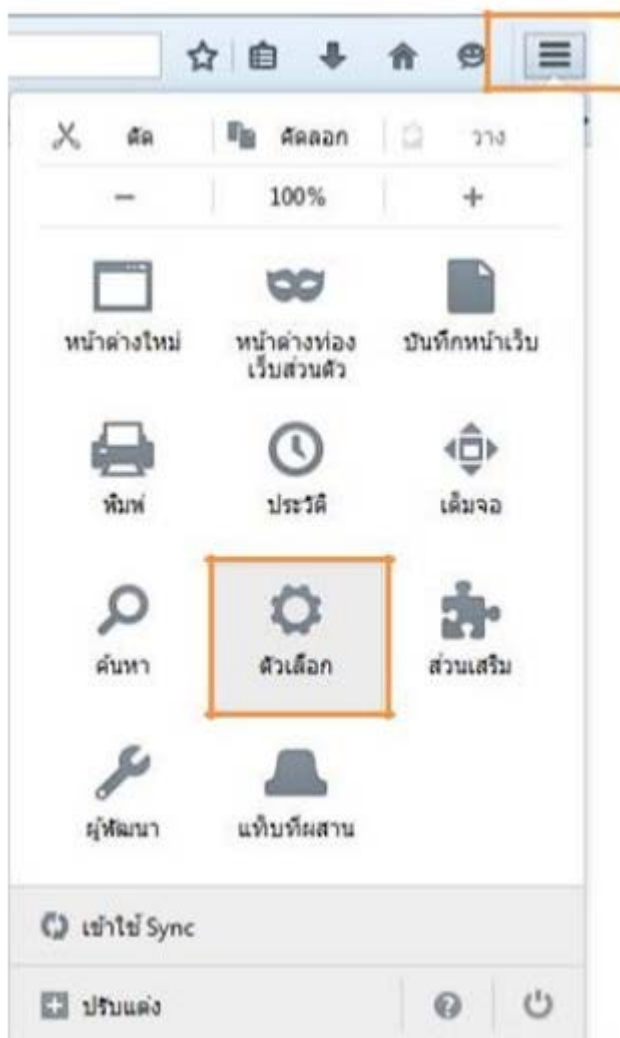 ตัด คัดลอก วาง
− 100% +
หน้าต่างใหม่ หน้าต่างท่อง บันทึกหน้าเว็บ
เว็บส่วนตัว
พิมพ์ ประวัติ เต็มจอ
ค้นหา ตัวเลือก ส่วนเสริม
ผู้พัฒนา แท็บที่ผสาน
เข้าใช้ Sync
ปรับแต่ง